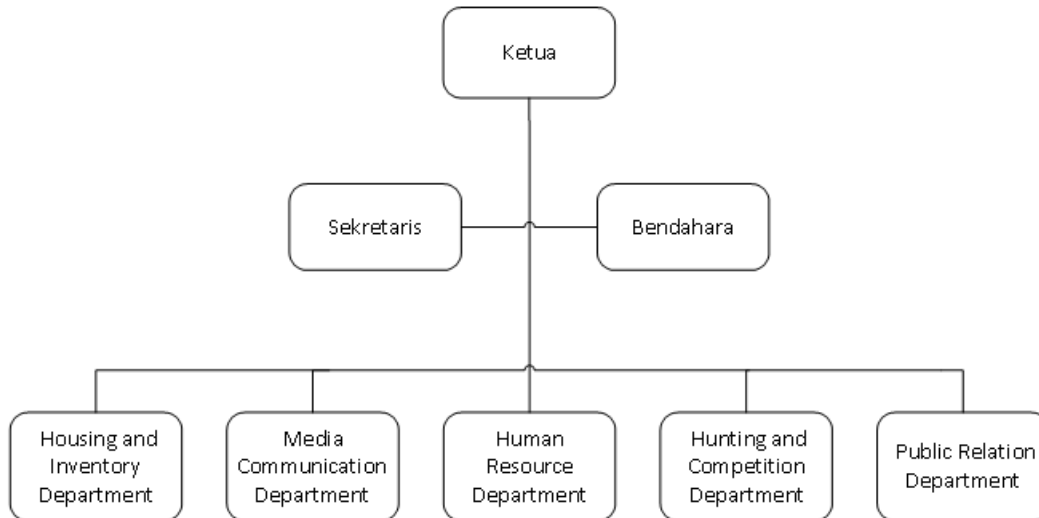 Ketua
Sekretaris
Bendahara
Housing and
Inventory
Department
Media
Communication
Department
Human
Resource
Department
Hunting and
Competition
Department
Public Relation
Department